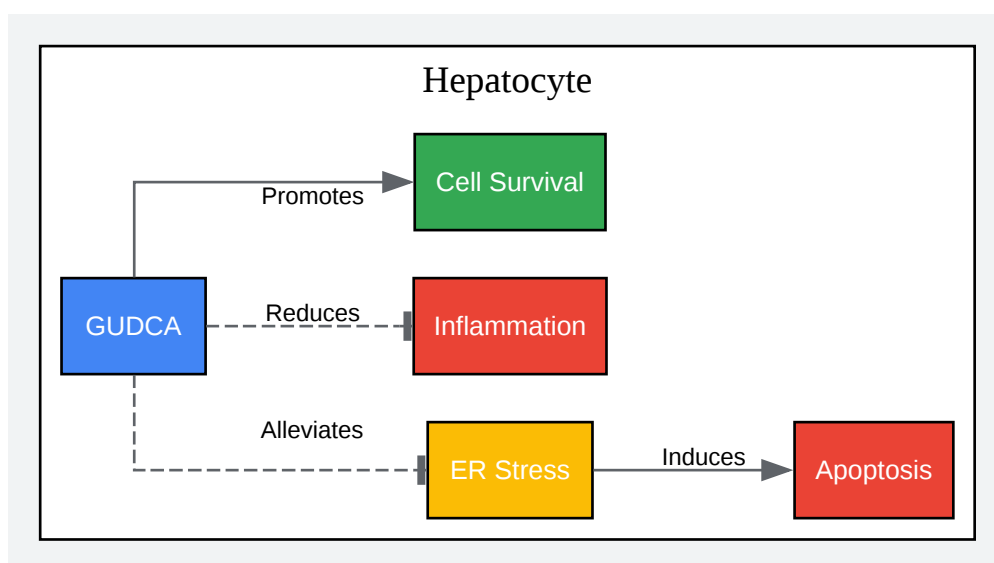 Hepatocyte
Cell Survival
Promotes
GUDCA
Reduces
Inflammation
Alleviates
ER Stress
Induces
Apoptosis